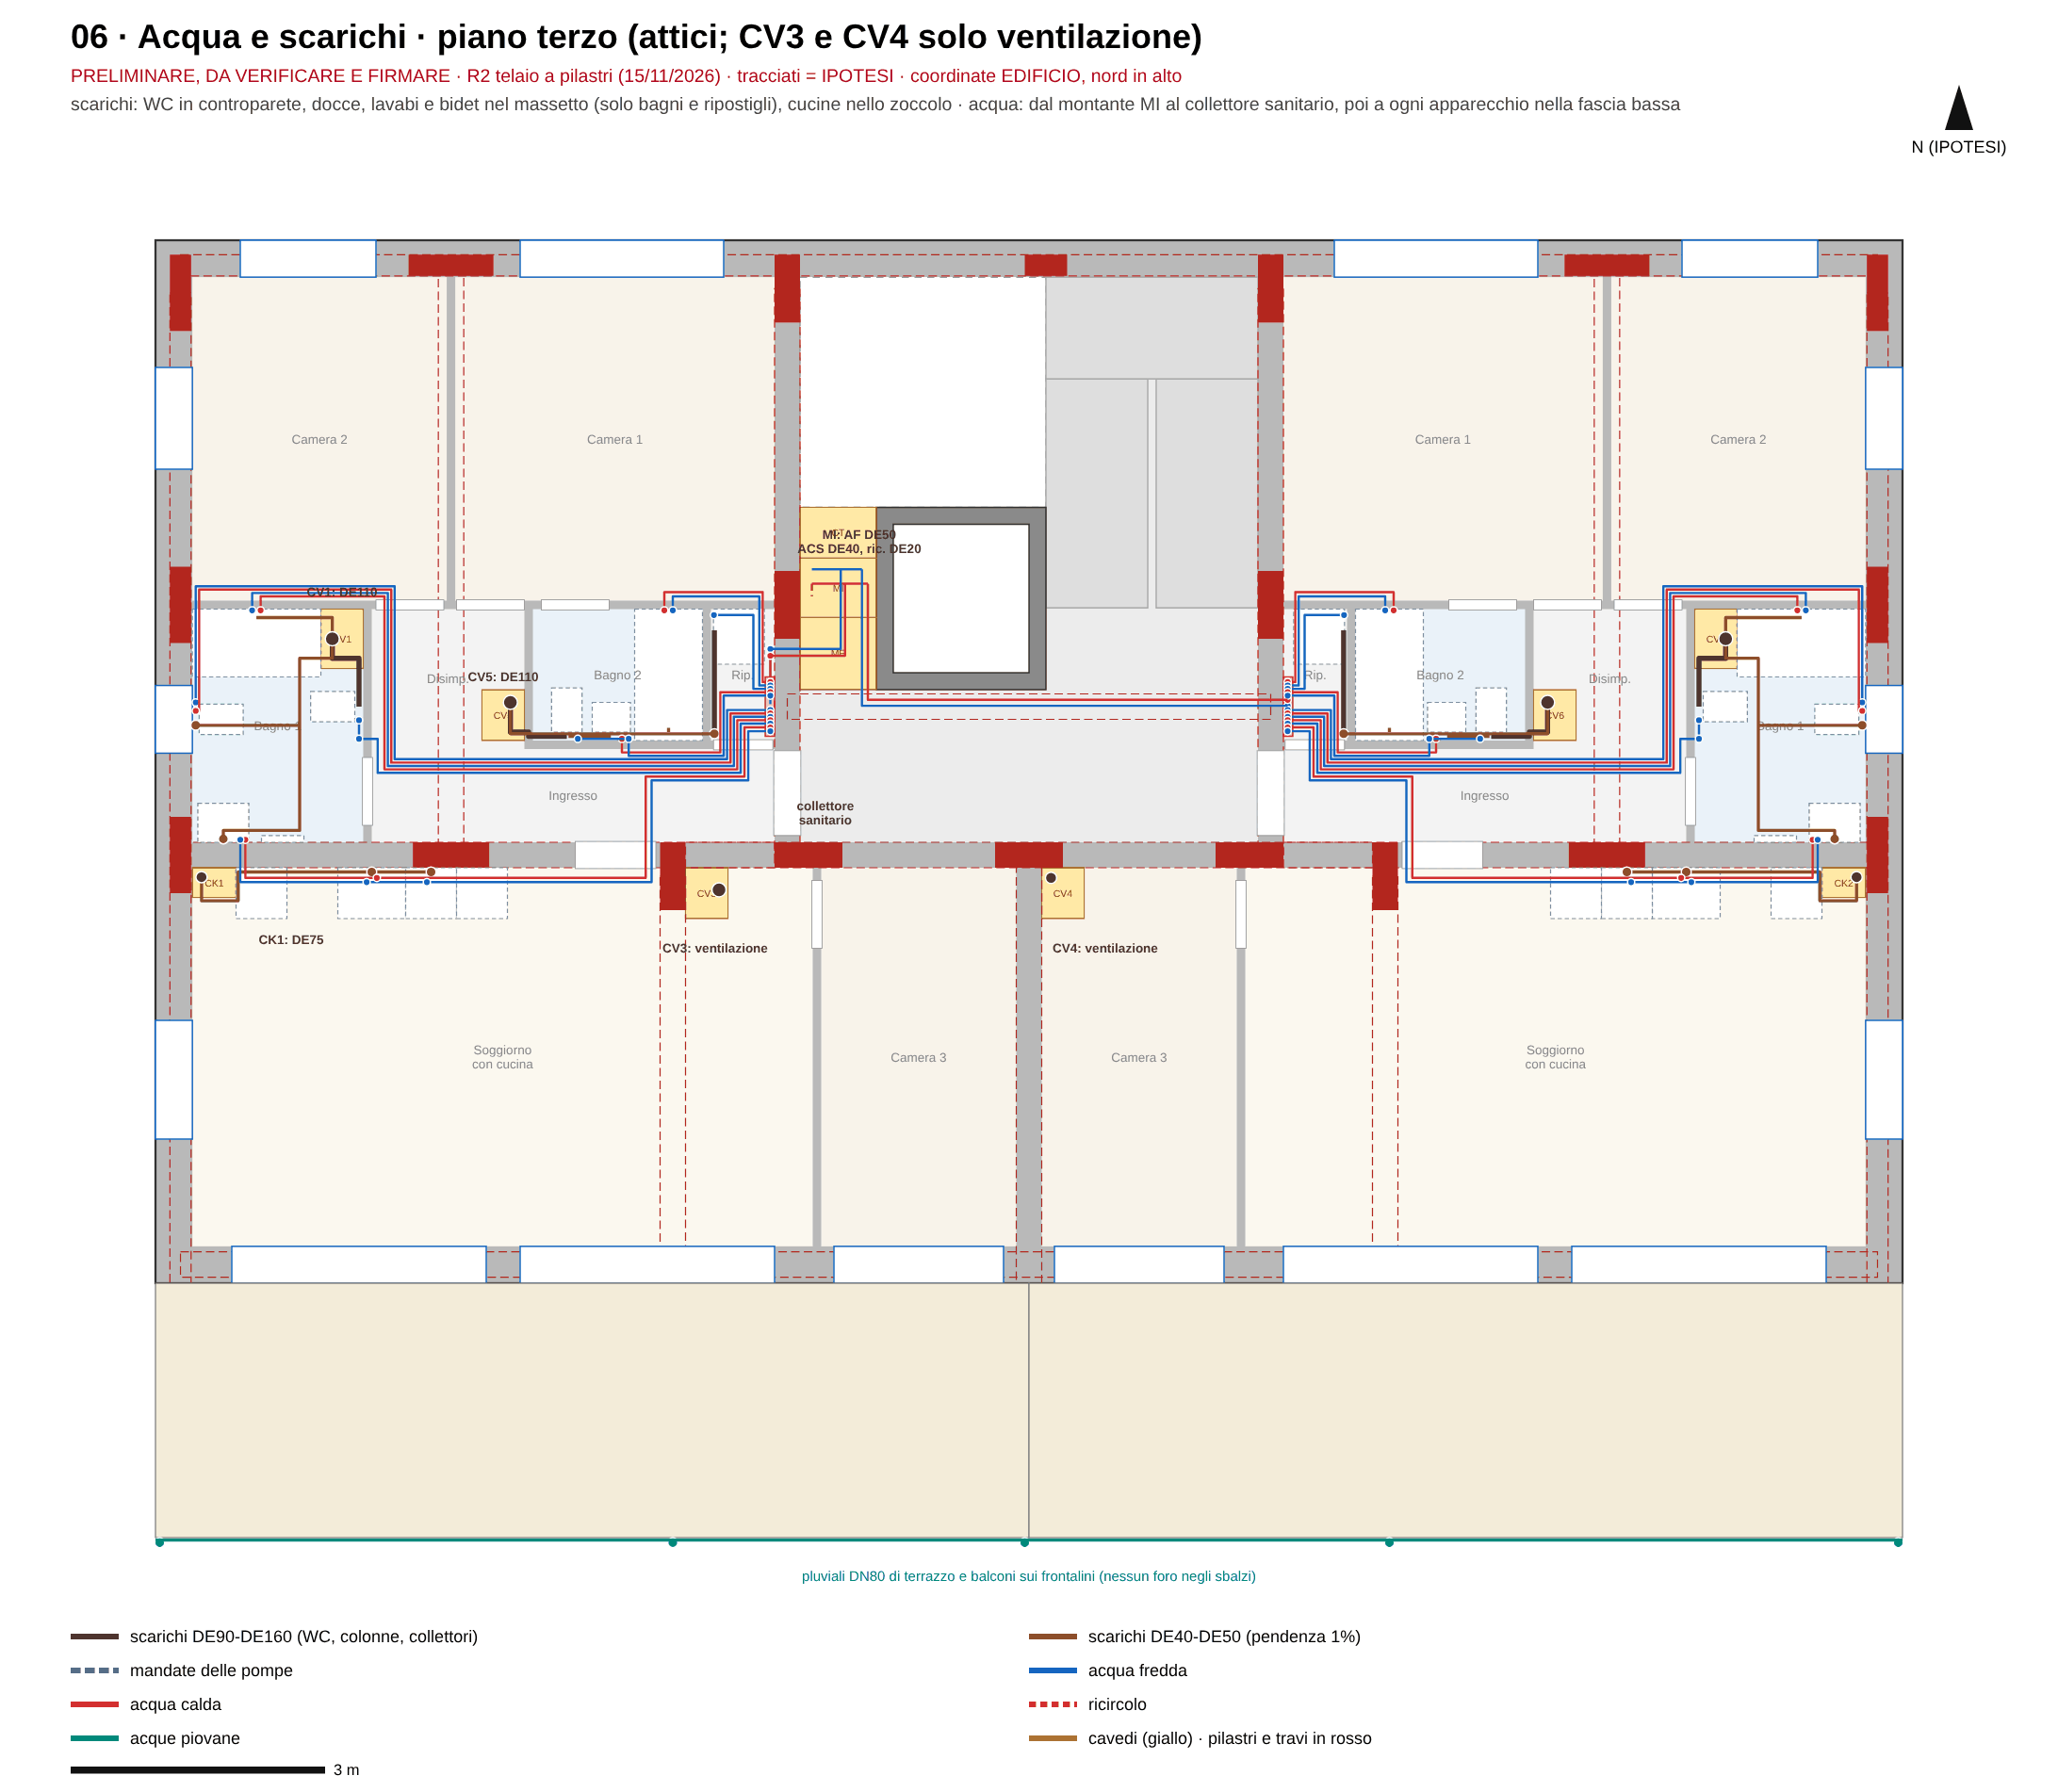 06 · Acqua e scarichi · piano terzo (attici; CV3 e CV4 solo ventilazione)
PRELIMINARE, DA VERIFICARE E FIRMARE · R2 telaio a pilastri (15/11/2026) · tracciati = IPOTESI · coordinate EDIFICIO, nord in alto
scarichi: WC in controparete, docce, lavabi e bidet nel massetto (solo bagni e ripostigli), cucine nello zoccolo · acqua: dal montante MI al collettore sanitario, poi a ogni apparecchio nella fascia bassa
N (IPOTESI)
Camera 2
Camera 1
Camera 1
Camera 2
MI: AF DE50
ACS DE40, ric. DE20
CV1: DE110
Disimp.
CV5: DE110
Bagno 2
Rip.
Rip.
Bagno 2
CV6
Disimp.
Bagno 1
Bagno 1
Ingresso
collettore
sanitario
Ingresso
CK1
CV4
CK2
CK1: DE75
CV3: ventilazione
CV4: ventilazione
Soggiorno
con cucina
Camera 3
Camera 3
Soggiorno
con cucina
pluviali DN80 di terrazzo e balconi sui frontalini (nessun foro negli sbalzi)
scarichi DE90-DE160 (WC, colonne, collettori)
scarichi DE40-DE50 (pendenza 1%)
mandate delle pompe
acqua fredda
acqua calda
ricircolo
acque piovane
cavedi (giallo) · pilastri e travi in rosso
3 m